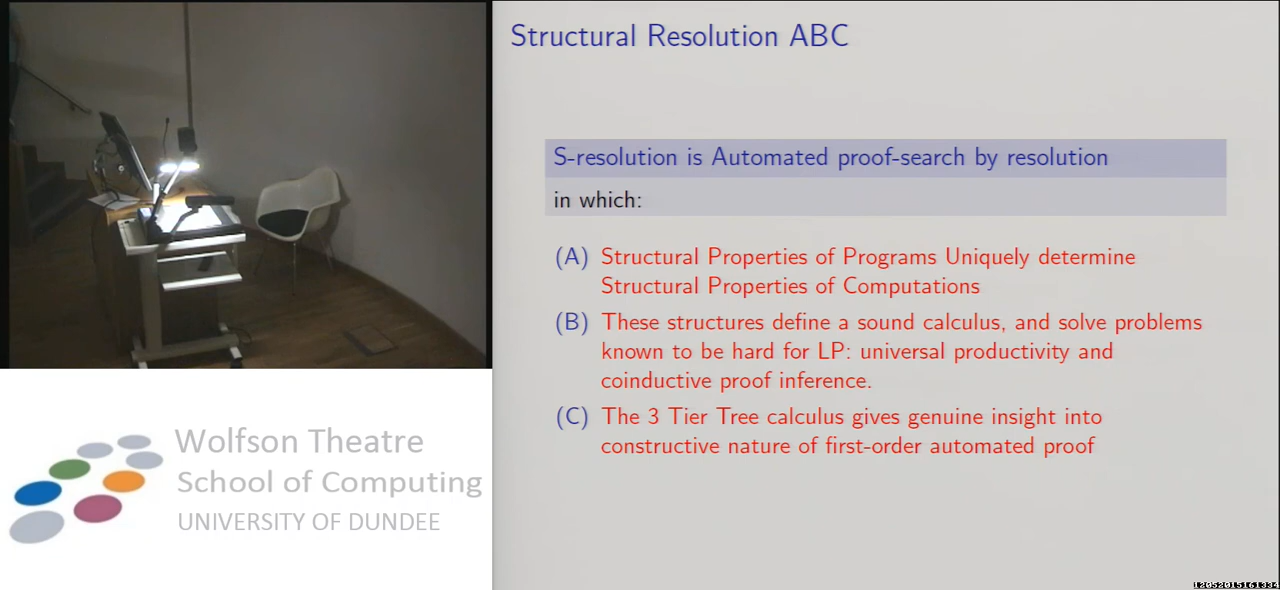 Structural Resolution ABC
S-resolution is Automated proof-search by resolution
in which:
(A) Structural Properties of Programs Uniquely determine
Structural Properties of Computations
(B) These structures define a sound calculus, and solve problems
known to be hard for LP: universal productivity and
coinductive proof inference.
(C) The 3 Tier Tree calculus gives genuine insight into
constructive nature of first-order automated proof
Wolfson Theatre
School of Computing
UNIVERSITY OF DUNDEE